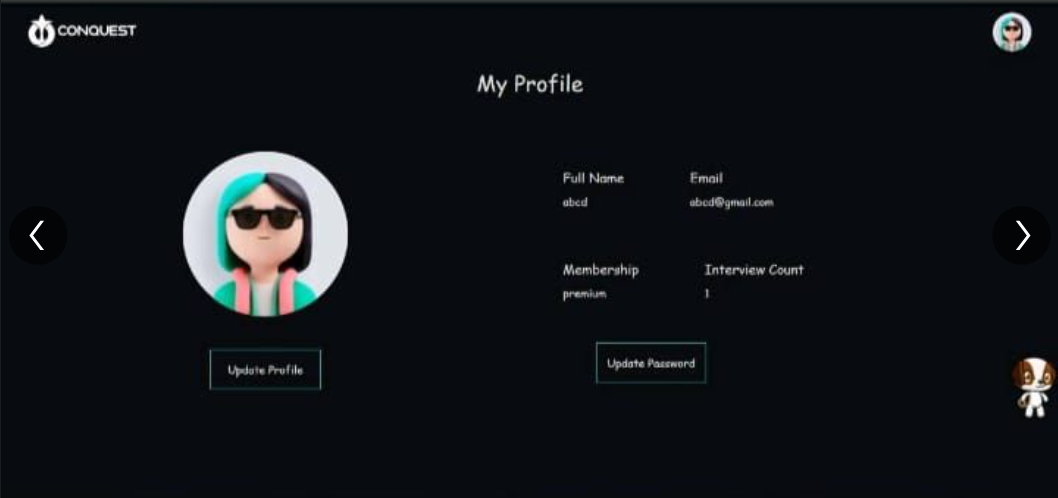 CONQUEST
My Profile
Full Name Email
abcd abcd@gmail.com
Membership Interview Count
premium 1
Update Profile
Update Password